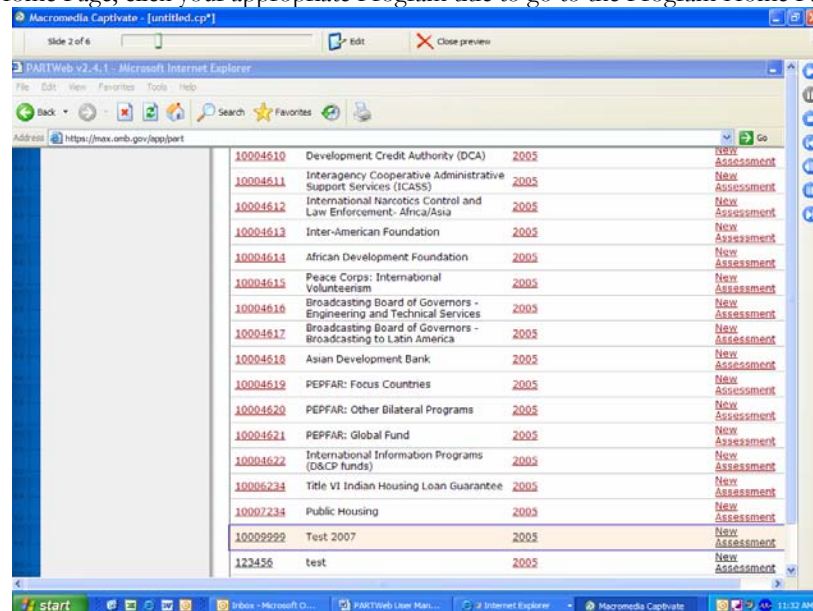 Home Page, click your appropriate Program title to go to the Program Home Pa
Macromedia Captivate - [untitled.cp*]
Slide 2 of 6 Edit Close preview
PARTWeb v2.4.1 - Microsoft Internet Explorer
File Edit View Favorites Tools Help
Back Search Favorites
Address https://max.omb.gov/app/part Go
10004610 Development Credit Authority (DCA) 2005 New Assessment
10004611 Interagency Cooperative Administrative Support Services (ICASS) 2005 New Assessment
10004612 International Narcotics Control and Law Enforcement- Africa/Asia 2005 New Assessment
10004613 Inter-American Foundation 2005 New Assessment
10004614 African Development Foundation 2005 New Assessment
10004615 Peace Corps: International Volunteerism 2005 New Assessment
10004616 Broadcasting Board of Governors - Engineering and Technical Services 2005 New Assessment
10004617 Broadcasting Board of Governors - Broadcasting to Latin America 2005 New Assessment
10004618 Asian Development Bank 2005 New Assessment
10004619 PEPFAR: Focus Countries 2005 New Assessment
10004620 PEPFAR: Other Bilateral Programs 2005 New Assessment
10004621 PEPFAR: Global Fund 2005 New Assessment
10004622 International Information Programs (D&CP funds) 2005 New Assessment
10006234 Title VI Indian Housing Loan Guarantee 2005 New Assessment
10007234 Public Housing 2005 New Assessment
10009999 Test 2007 2005 New Assessment
123456 test 2005 New Assessment
start Inbox - Microsoft O... PARTWeb User Man... 2 Internet Explorer Macromedia Captivate 11:32 AM